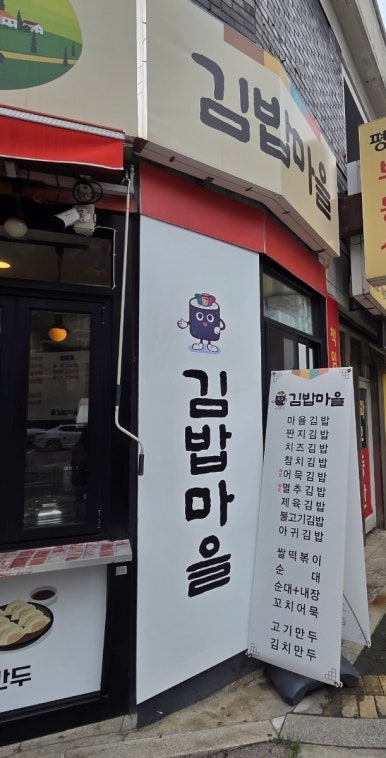 김밥마을
김밥마을
김밥마을
마을김밥
판지김밥
치즈김밥
참치김밥
어묵김밥
멸추김밥
제육김밥
불고기김밥
아귀김밥
쌀떡볶이
순대
순대+내장
꼬치어묵
고기만두
김치만두
만두